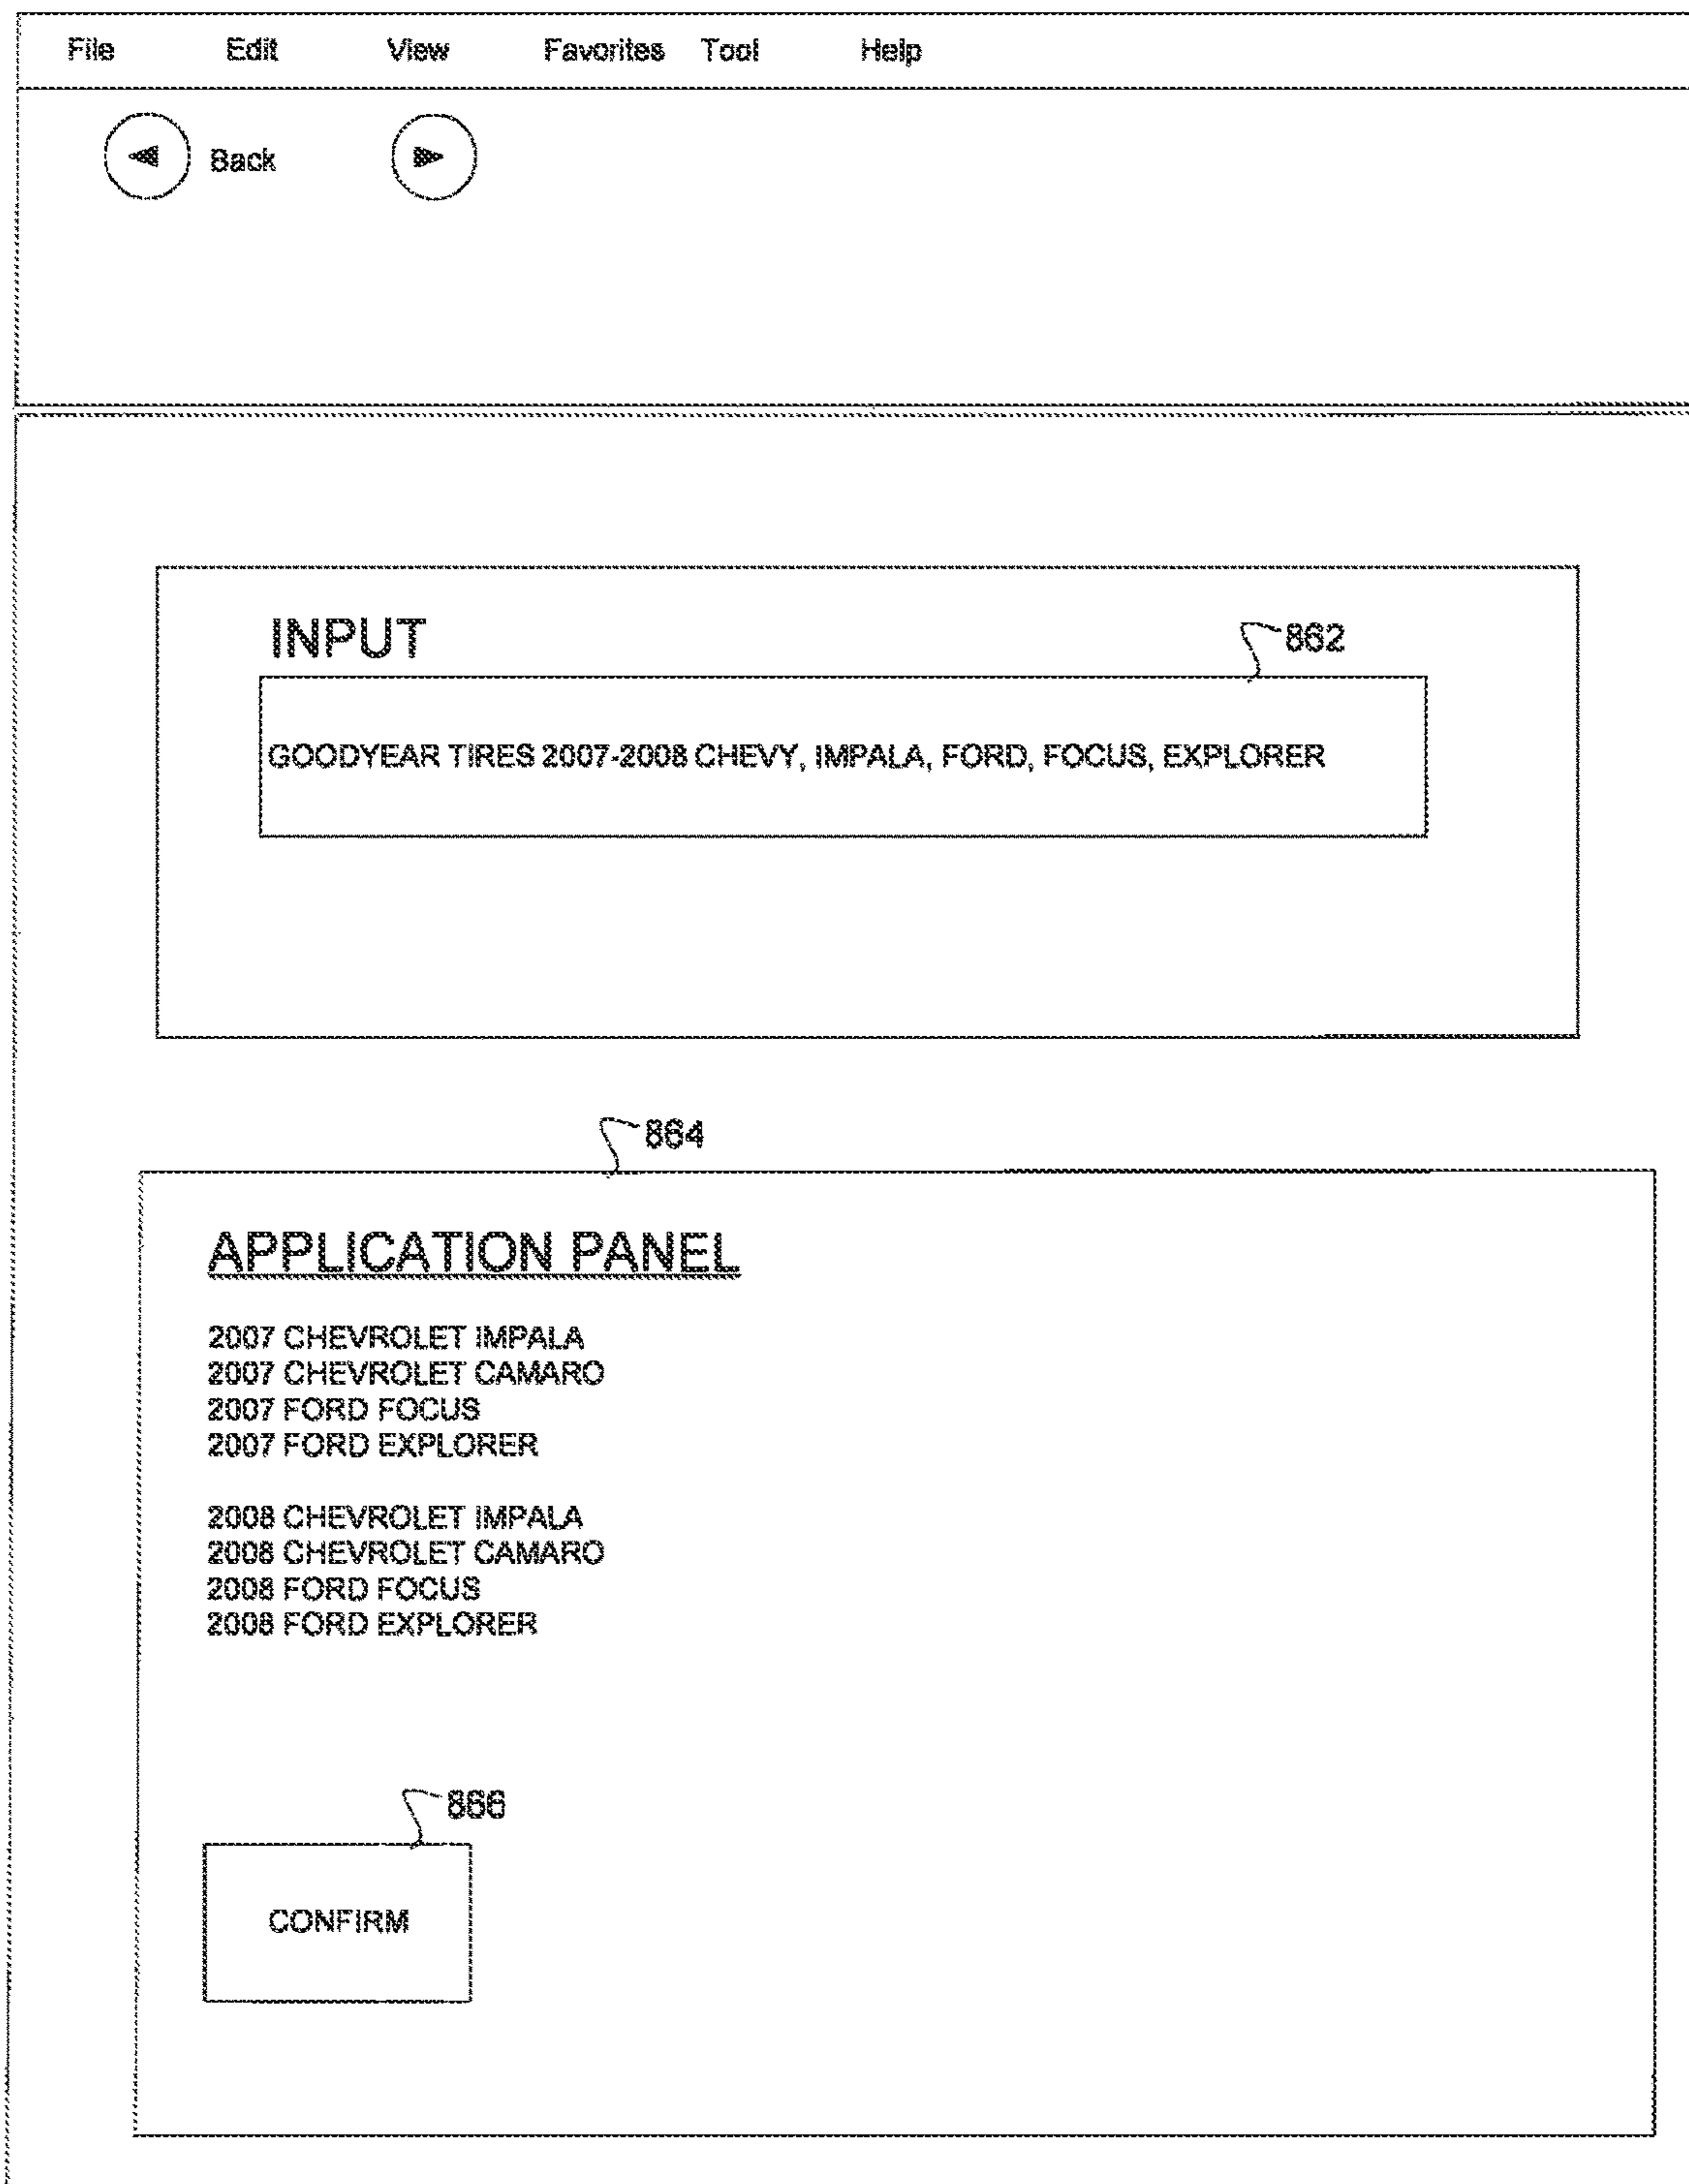 File Edit View Favorites Tool Help
Back
INPUT
862
GOODYEAR TIRES 2007-2008 CHEVY, IMPALA, FORD, FOCUS, EXPLORER
864
APPLICATION PANEL
2007 CHEVROLET IMPALA
2007 CHEVROLET CAMARO
2007 FORD FOCUS
2007 FORD EXPLORER
2008 CHEVROLET IMPALA
2008 CHEVROLET CAMARO
2008 FORD FOCUS
2008 FORD EXPLORER
866
CONFIRM